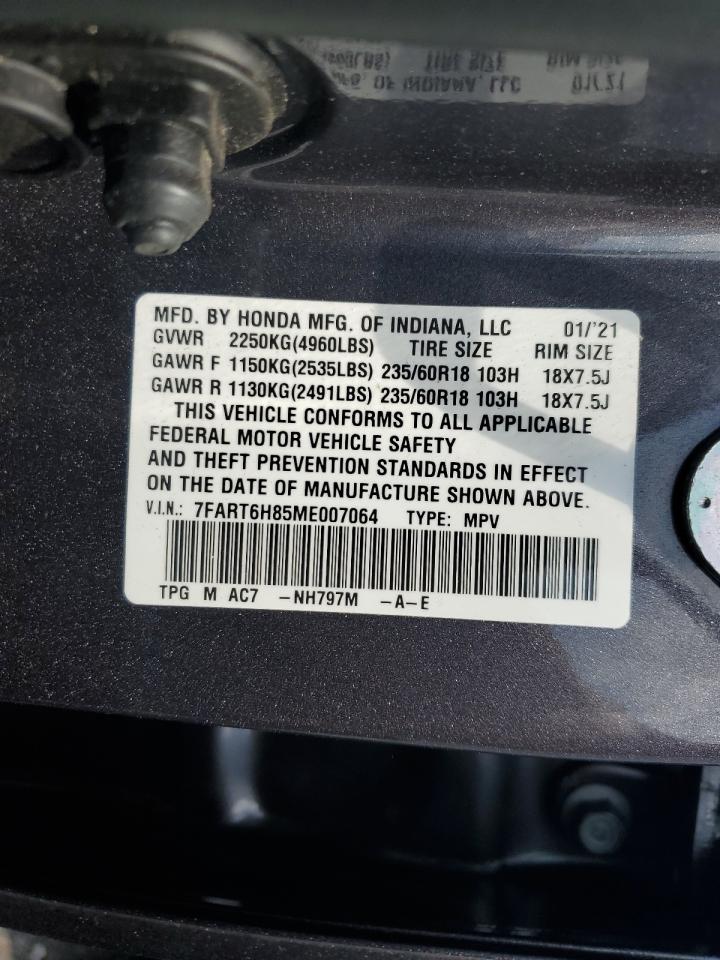 MFD. BY HONDA MFG. OF INDIANA, LLC 01/'21
GVWR 2250KG(4960LBS) TIRE SIZE RIM SIZE
GAWR F 1150KG(2535LBS) 235/60R18 103H 18X7.5J
GAWR R 1130KG(2491LBS) 235/60R18 103H 18X7.5J
THIS VEHICLE CONFORMS TO ALL APPLICABLE
FEDERAL MOTOR VEHICLE SAFETY
AND THEFT PREVENTION STANDARDS IN EFFECT
ON THE DATE OF MANUFACTURE SHOWN ABOVE.
V.I.N.: 7FART6H85ME007064 TYPE: MPV
TPG M AC7 -NH797M -A-E